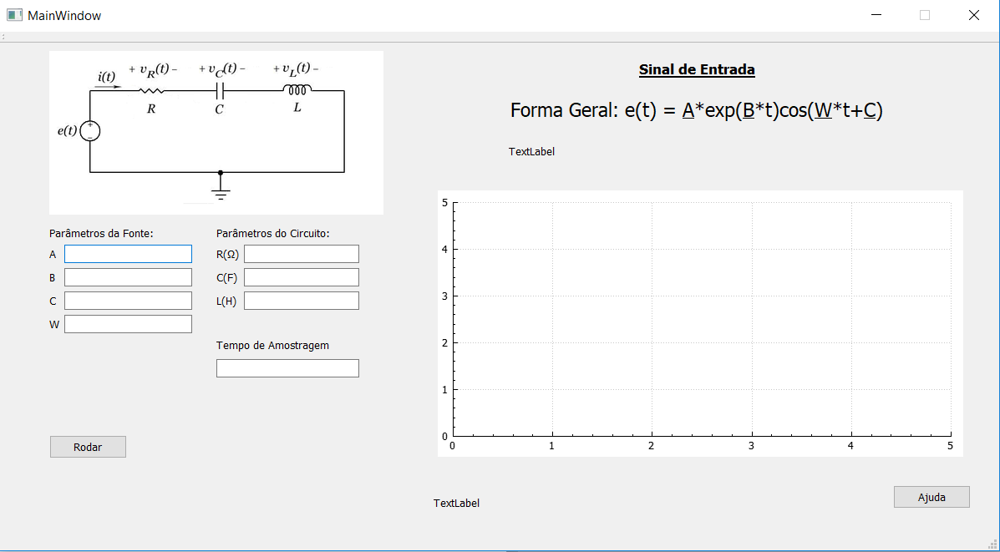 MainWindow
+ v_R(t) –
+ v_C(t) –
+ v_L(t) –
i(t)
R
C
L
e(t)
+
–
Parâmetros da Fonte:
A
B
C
W
Parâmetros do Circuito:
R(Ω)
C(F)
L(H)
Tempo de Amostragem
Rodar
Sinal de Entrada
Forma Geral: e(t) = A*exp(B*t)cos(W*t+C)
TextLabel
5
4
3
2
1
0
0 1 2 3 4 5
TextLabel
Ajuda